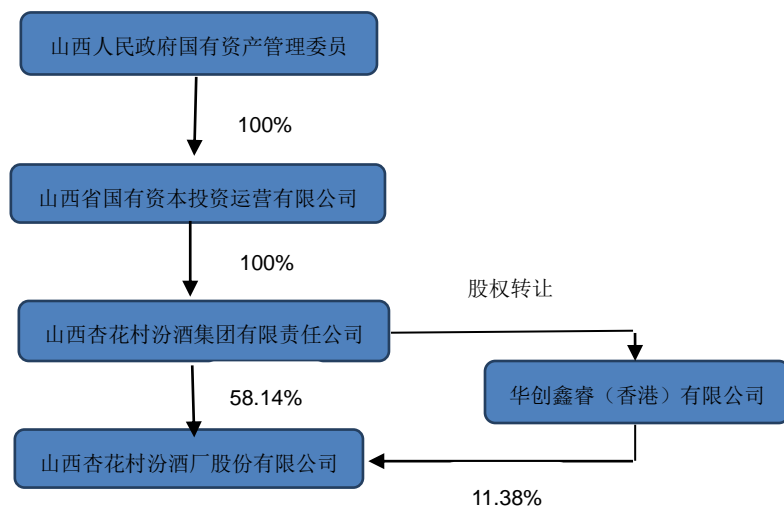 山西人民政府国有资产管理委员
100%
山西省国有资本投资运营有限公司
100%
股权转让
山西杏花村汾酒集团有限责任公司
58.14%
华创鑫睿（香港）有限公司
山西杏花村汾酒厂股份有限公司
11.38%